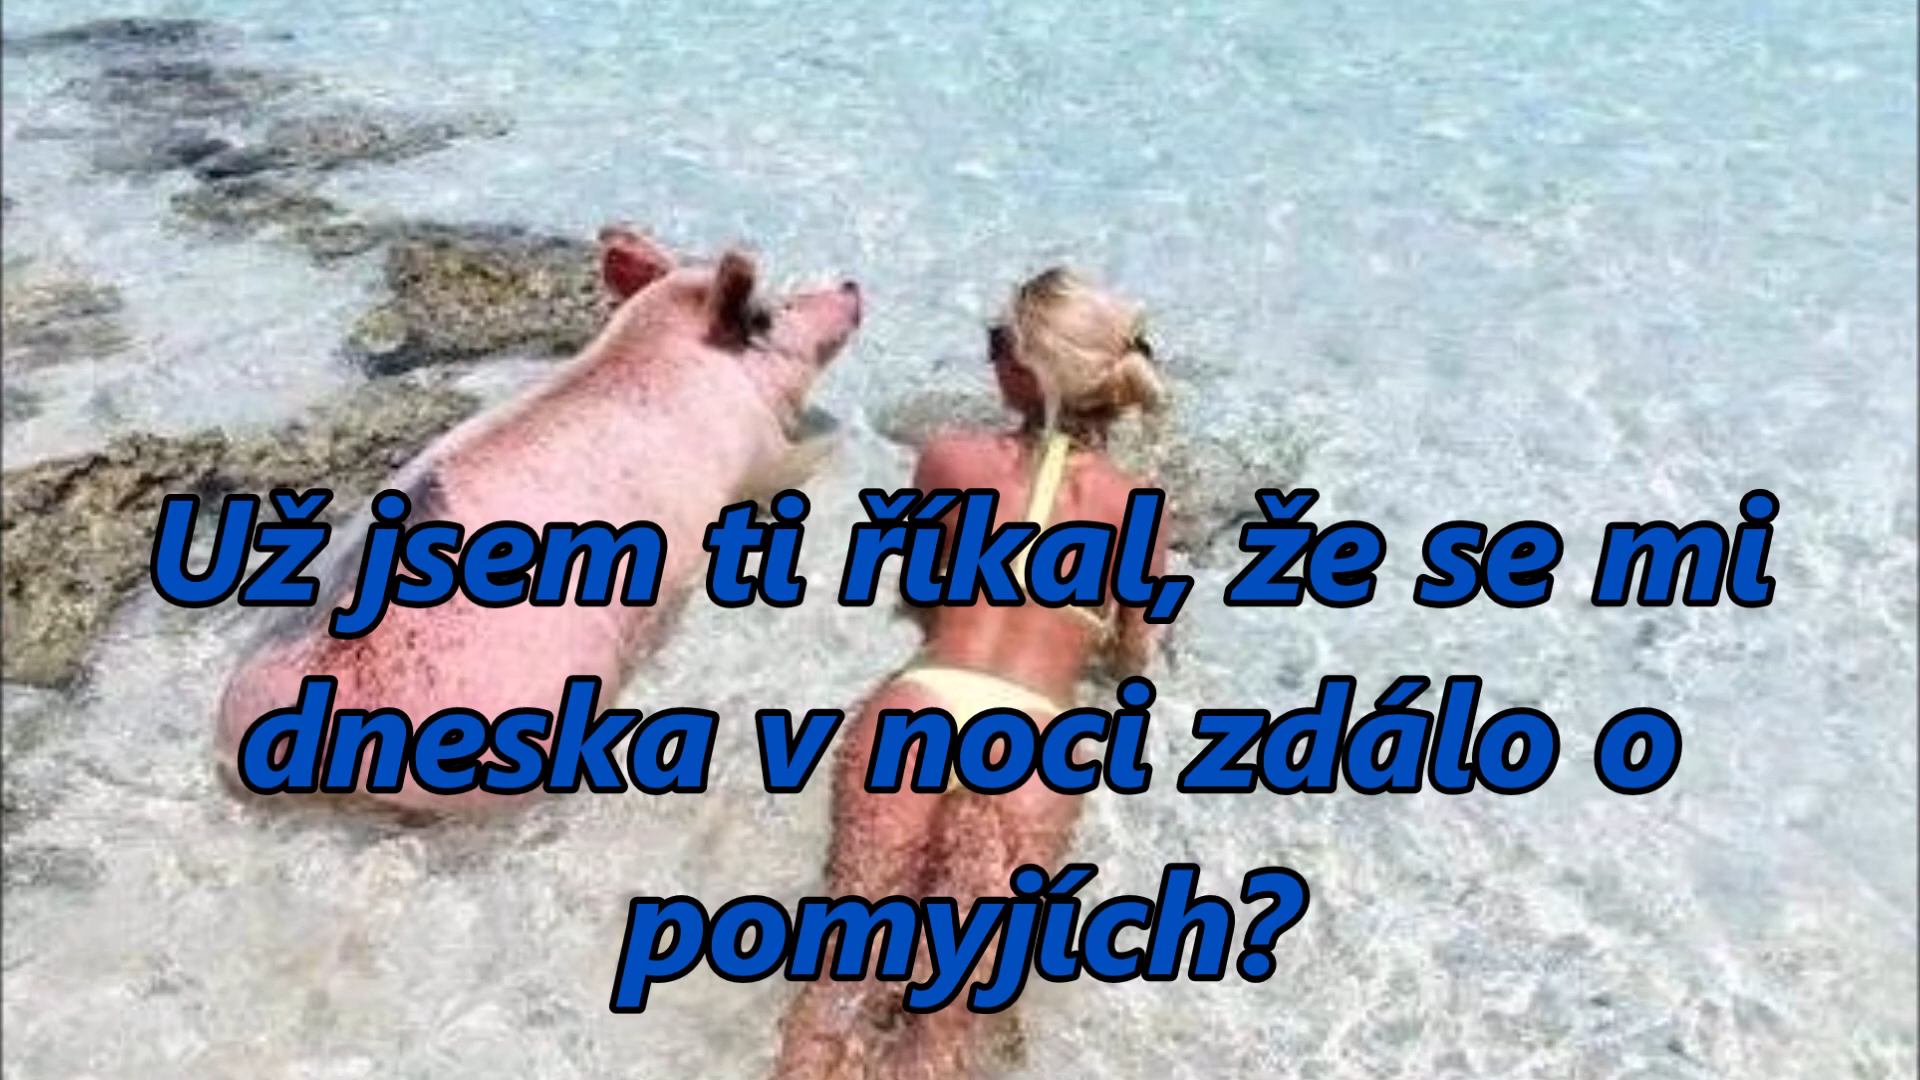 Už jsem ti říkal, že se mi
dneska v noci zdálo o
pomyjích?